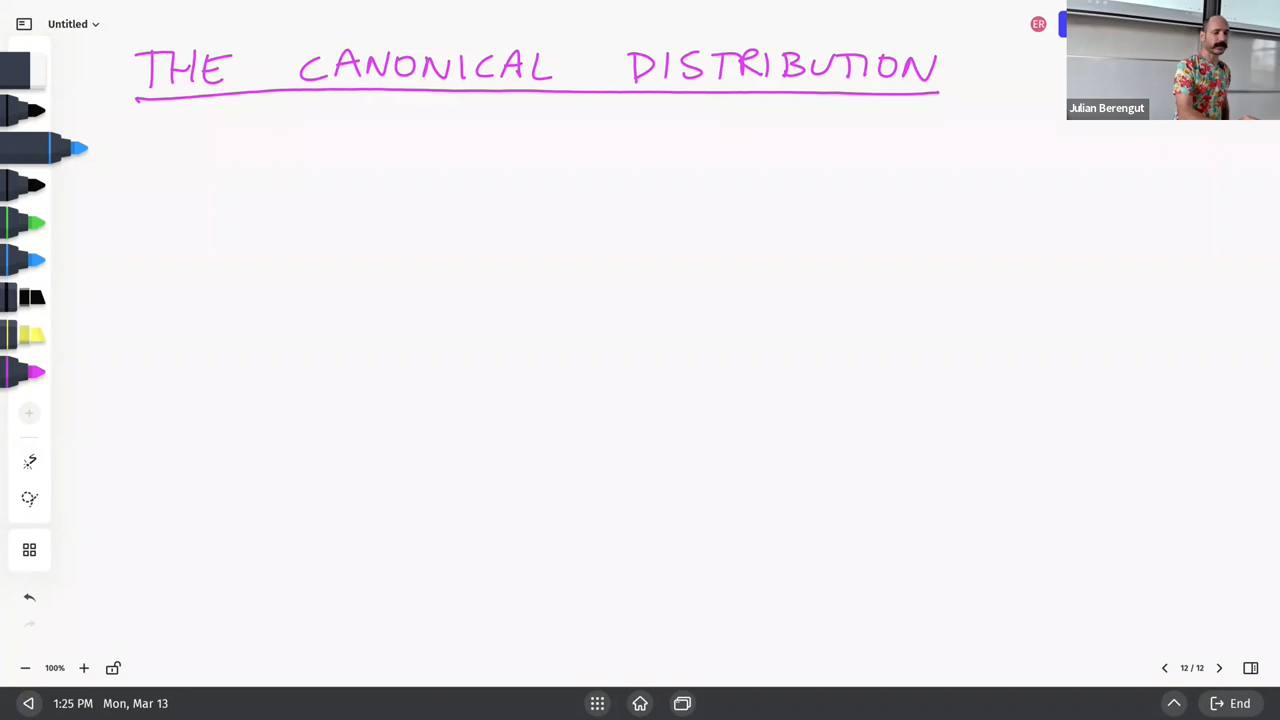 Untitled
ER
THE CANONICAL DISTRIBUTION
Julian Berengut
100%
12 / 12
1:25 PM Mon, Mar 13
End